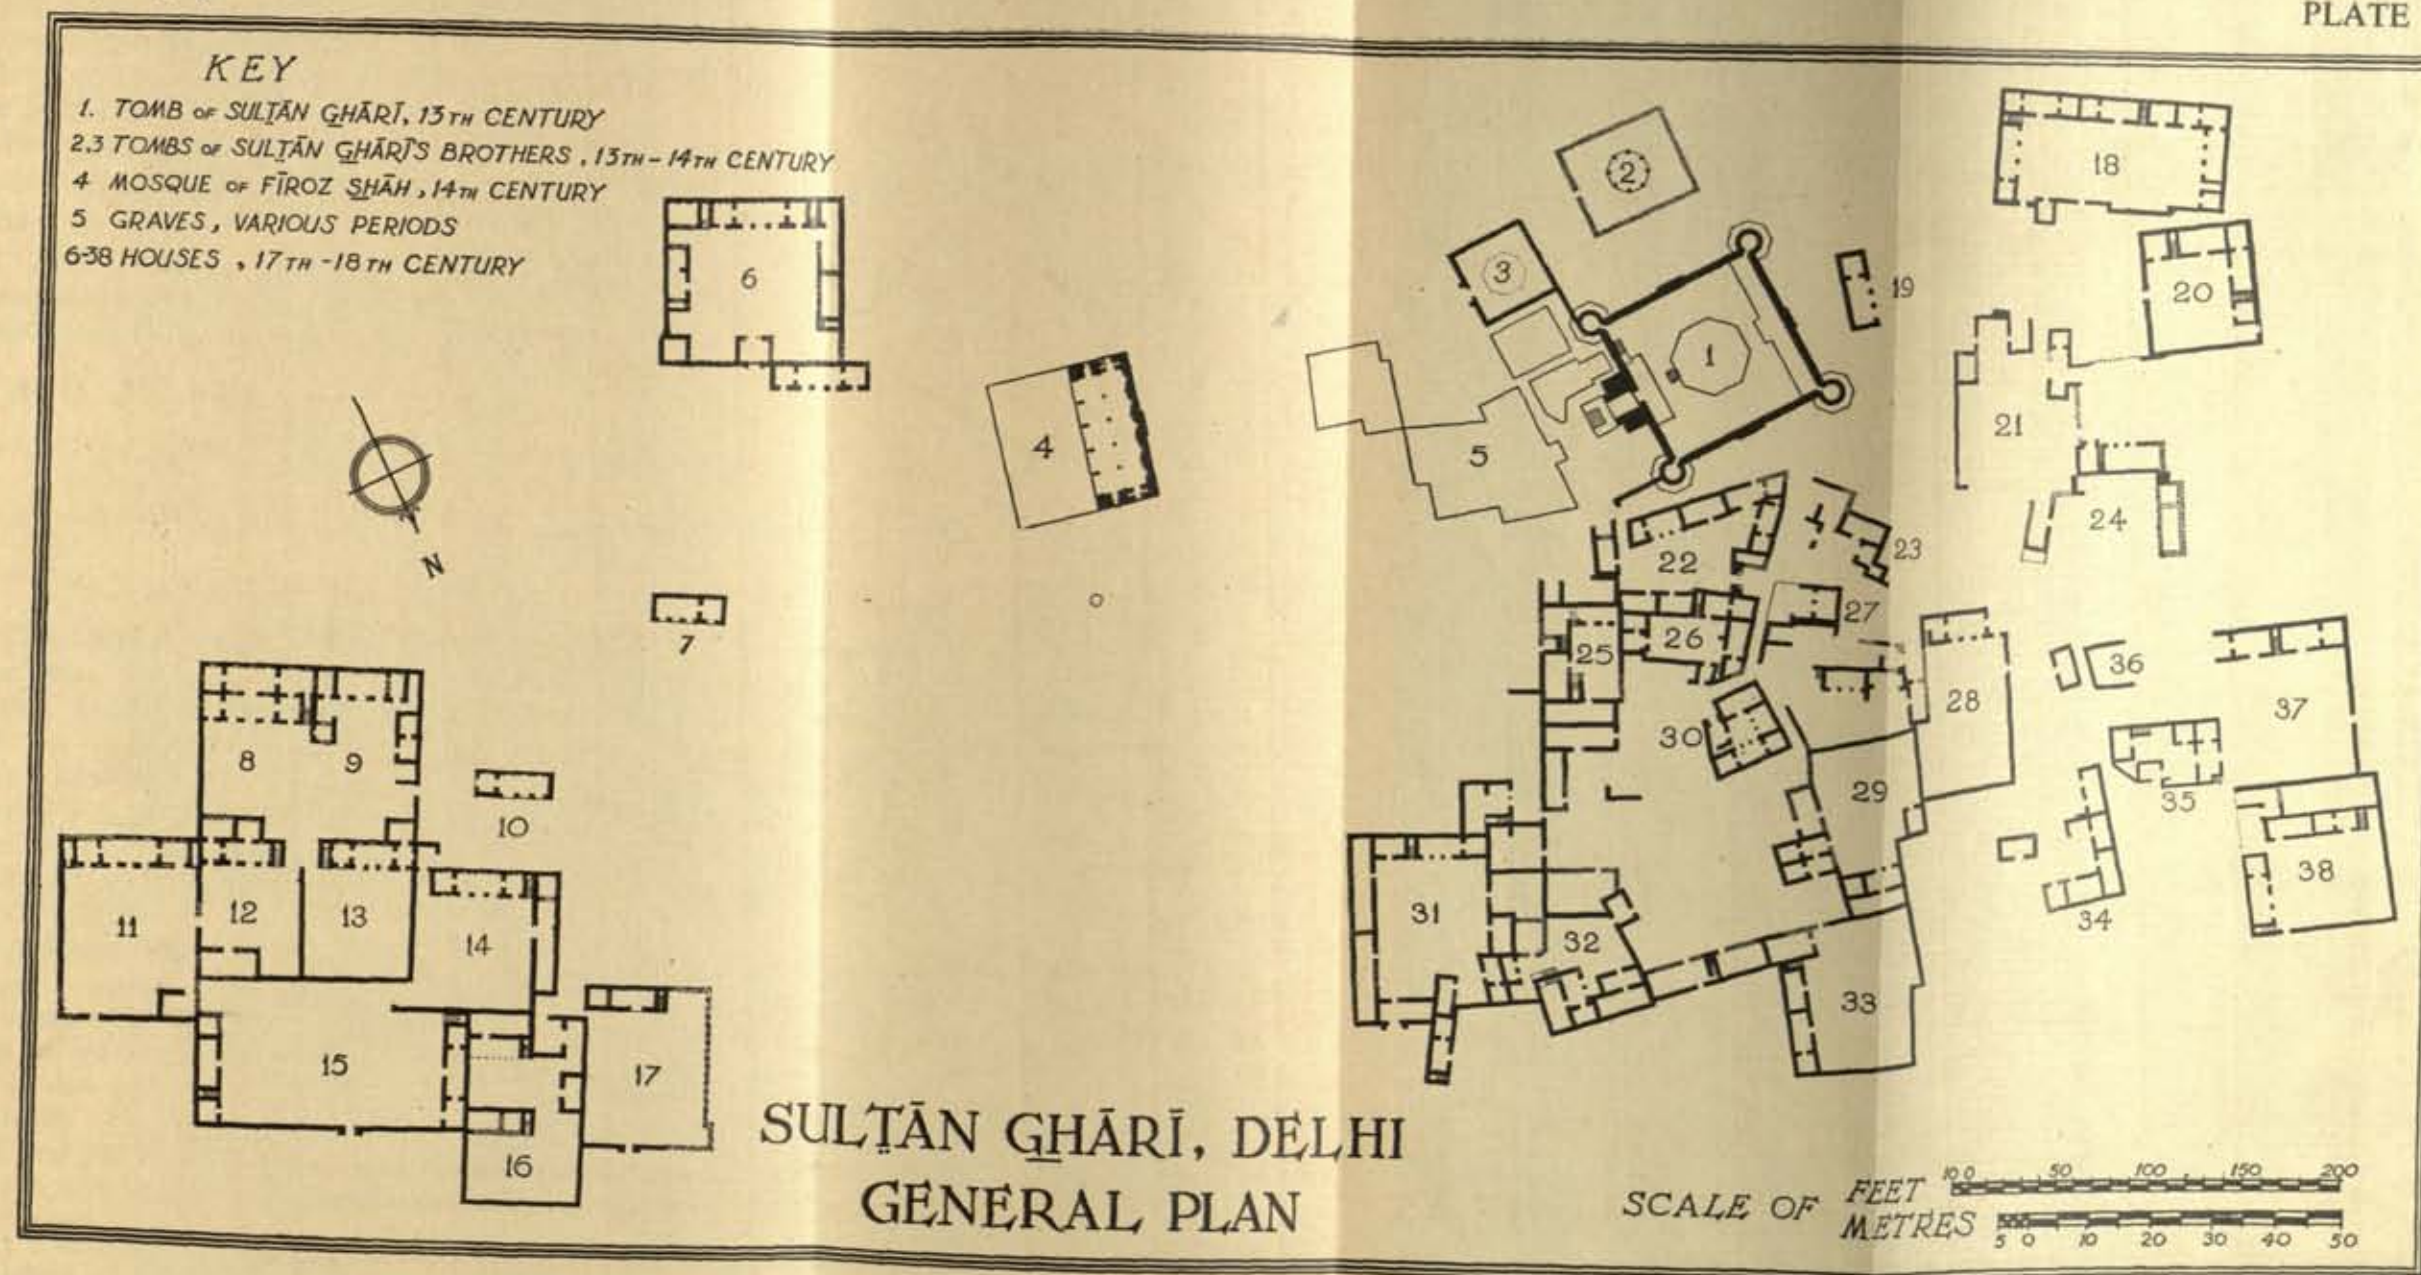 PLATE
KEY
1. TOMB OF SULṬĀN G̲H̲ĀRĪ, 13TH CENTURY
2.3 TOMBS OF SULṬĀN G̲H̲ĀRĪ'S BROTHERS, 13TH-14TH CENTURY
4 MOSQUE OF FĪROZ S̲H̲ĀH, 14TH CENTURY
5 GRAVES, VARIOUS PERIODS
6-38 HOUSES, 17TH-18TH CENTURY
2
18
3
6
19
20
1
21
4
5
N
24
22
23
7
27
26
25
36
28
37
30
8
9
29
35
10
38
11
12
13
31
34
14
32
33
15
17
16
SULṬĀN G̲H̲ĀRĪ, DELHI
GENERAL PLAN
SCALE OF FEET
10 0 50 100 150 200
METRES
5 0 10 20 30 40 50